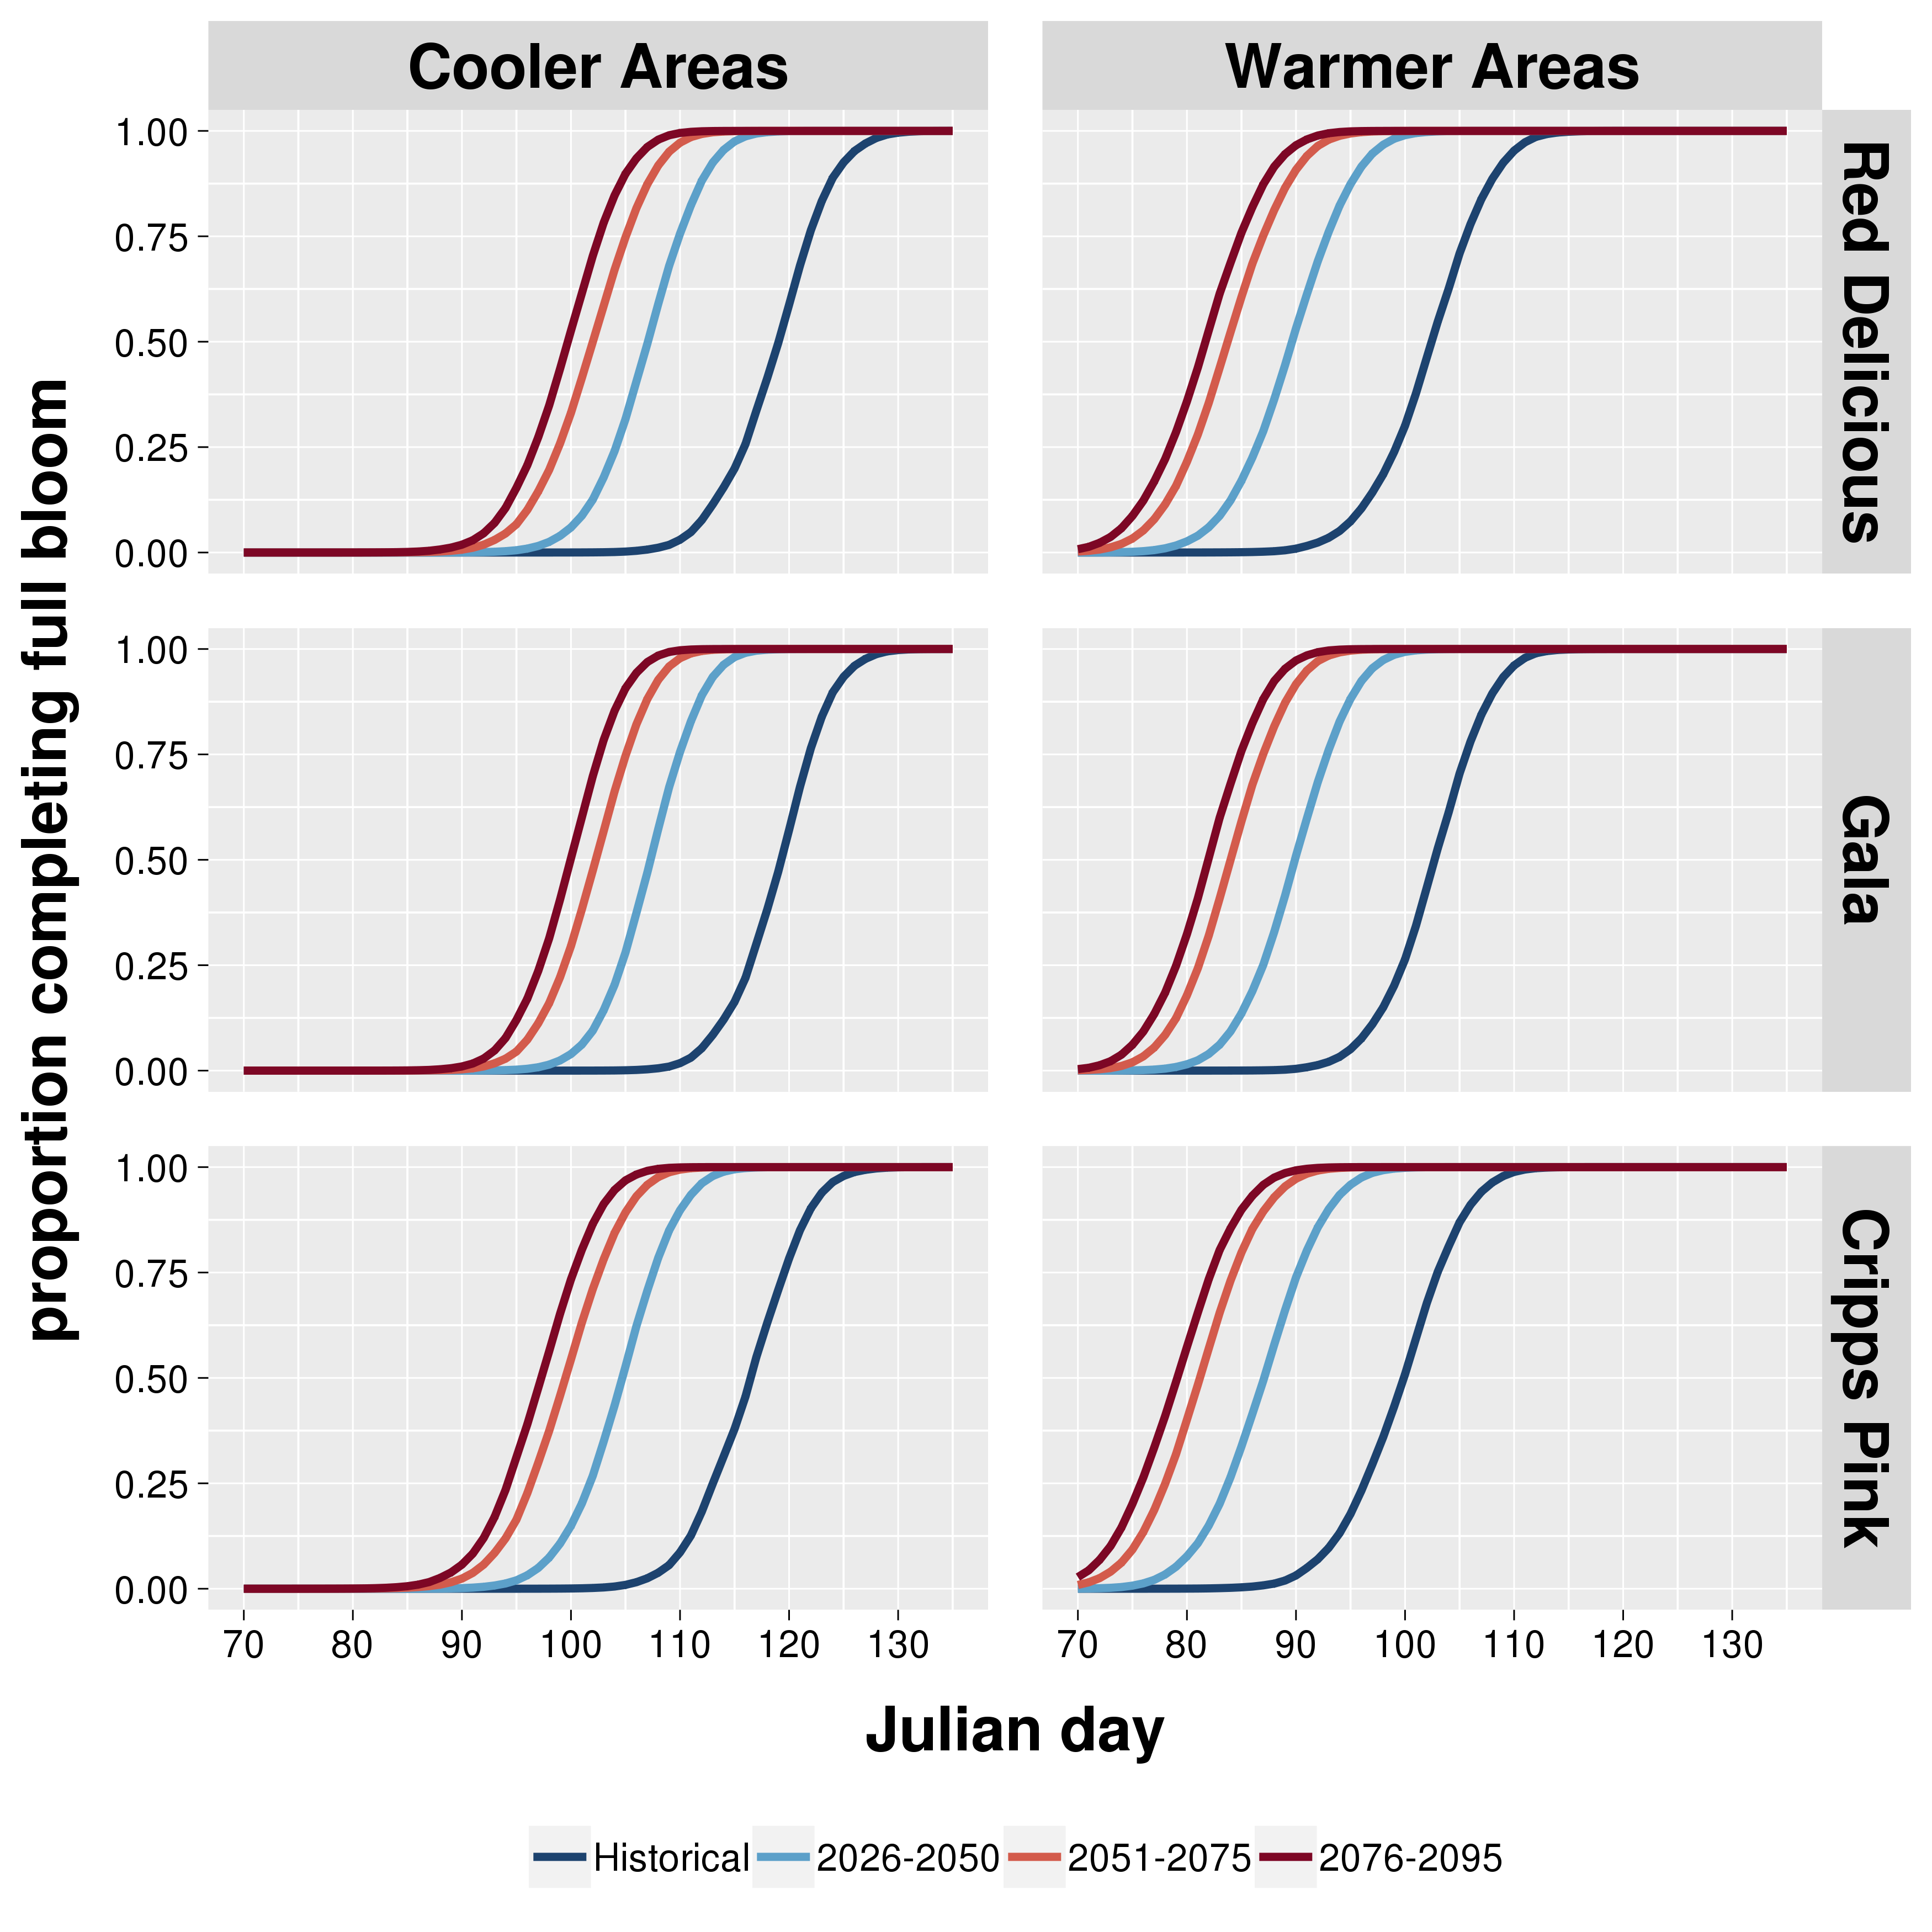 Cooler Areas
Warmer Areas
proportion completing full bloom
1.00
0.75
0.50
0.25
0.00
Red Delicious
1.00
0.75
0.50
0.25
0.00
Gala
1.00
0.75
0.50
0.25
0.00
Cripps Pink
70 80 90 100 110 120 130
70 80 90 100 110 120 130
Julian day
Historical 2026-2050 2051-2075 2076-2095